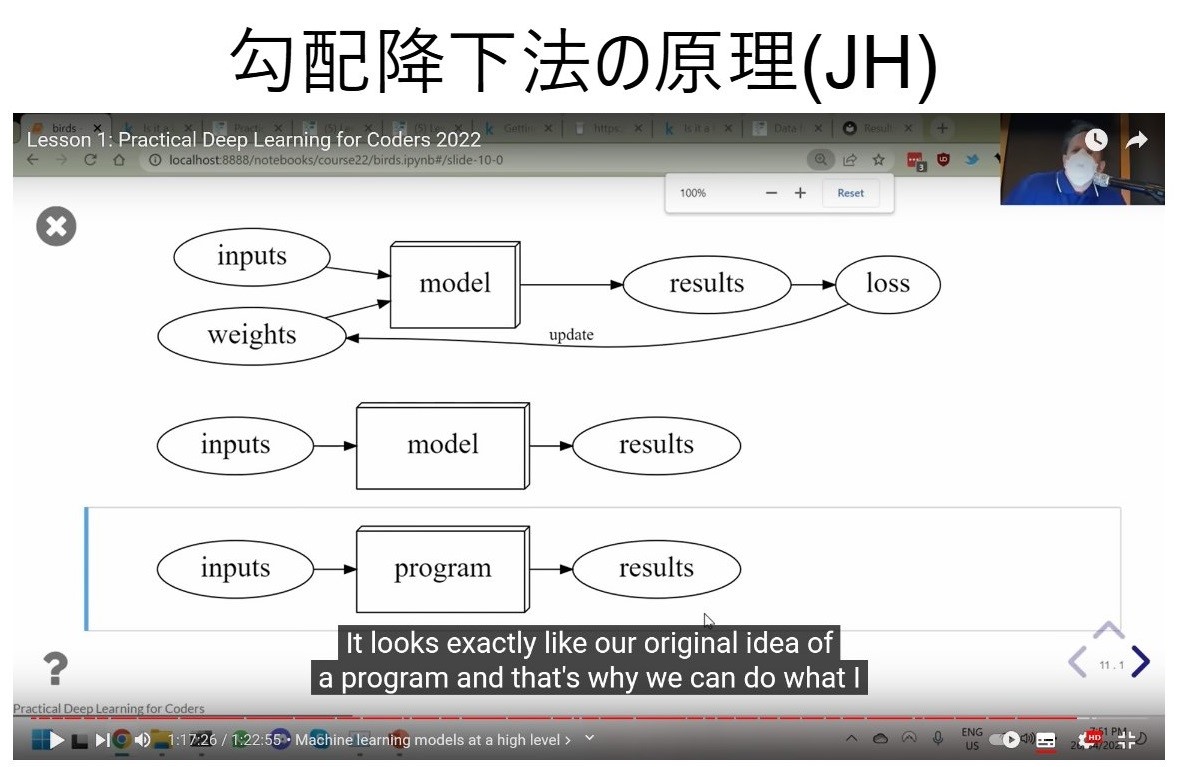 勾配降下法の原理(JH)
birds
Lesson 1: Practical Deep Learning for Coders 2022
localhost:8888/notebooks/course22/birds.ipynb#/slide-10-0
3
100% − + Reset
inputs
model
results
loss
weights
update
inputs
model
results
inputs
program
results
It looks exactly like our original idea of
a program and that's why we can do what I
?
11.1
Practical Deep Learning for Coders
1:17:26 / 1:22:55 • Machine learning models at a high level
ENG
US
HD